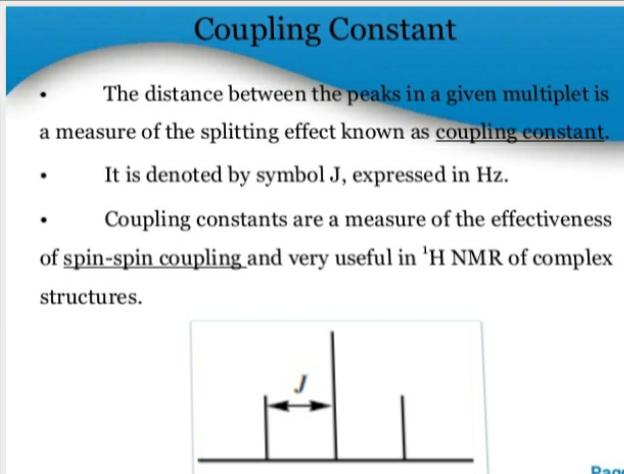 Coupling Constant
• The distance between the peaks in a given multiplet is
a measure of the splitting effect known as coupling constant.
• It is denoted by symbol J, expressed in Hz.
• Coupling constants are a measure of the effectiveness
of spin-spin coupling and very useful in ¹H NMR of complex
structures.
J